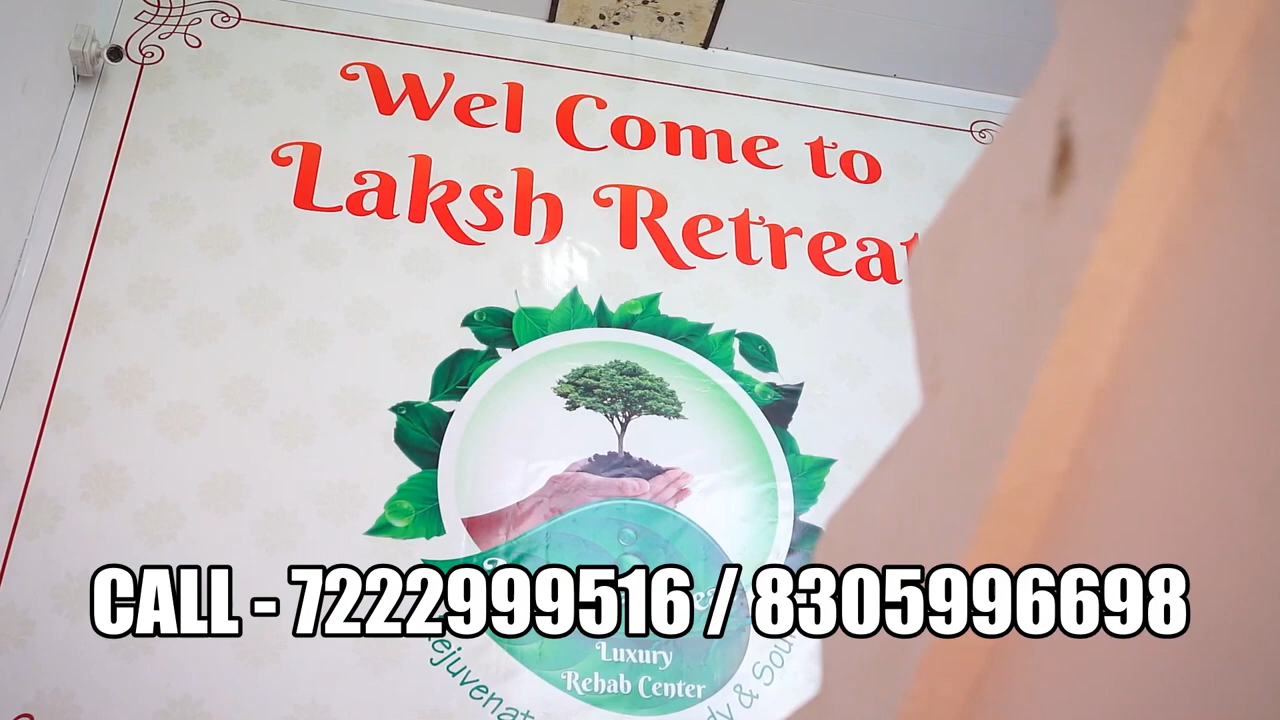 Wel Come to
Laksh Retreat
CALL - 7222999516 / 8305996698
Luxury
Rehab Center